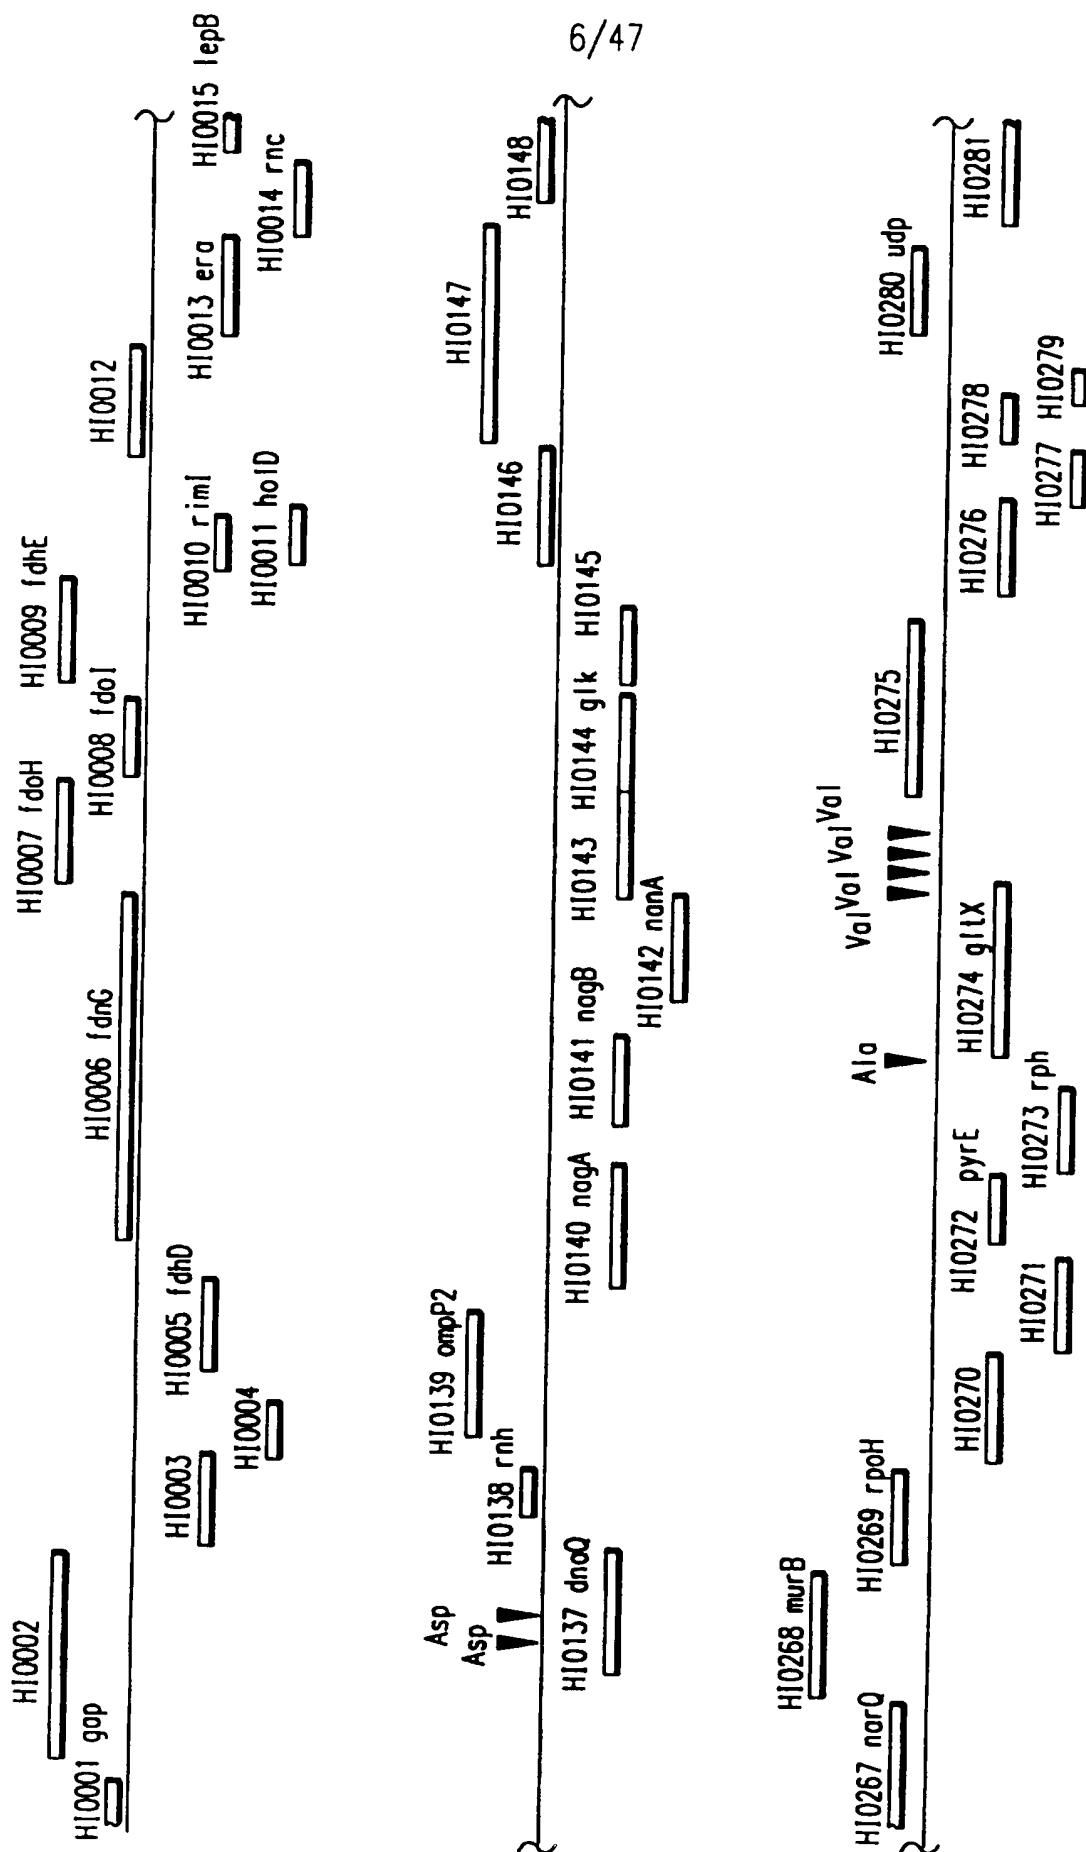 6/47
HI0001 gap
HI0002
HI0003
HI0004
HI0005 fdhD
HI0006 fdnG
HI0007 fdoH
HI0008 fdoI
HI0009 fdhE
HI0010 rimI
HI0011 holD
HI0012
HI0013 era
HI0014 rnc
HI0015 lepB
Asp
Asp
HI0137 dnaQ
HI0138 rnh
HI0139 ompP2
HI0140 nagA
HI0141 nagB
HI0142 nanA
HI0143
HI0144 glk
HI0145
HI0146
HI0147
HI0148
HI0267 narQ
HI0268 murB
HI0269 rpoH
HI0270
HI0271
HI0272 pyrE
HI0273 rph
Ala
HI0274 gltX
Val
Val
Val
Val
HI0275
HI0276
HI0277
HI0278
HI0279
HI0280 udp
HI0281